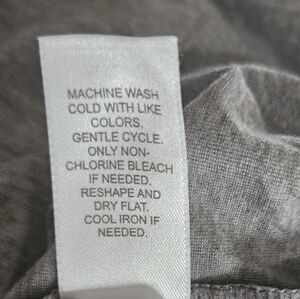 MACHINE WASH
COLD WITH LIKE
COLORS.
GENTLE CYCLE.
ONLY NON-
CHLORINE BLEACH
IF NEEDED.
RESHAPE AND
DRY FLAT.
COOL IRON IF
NEEDED.